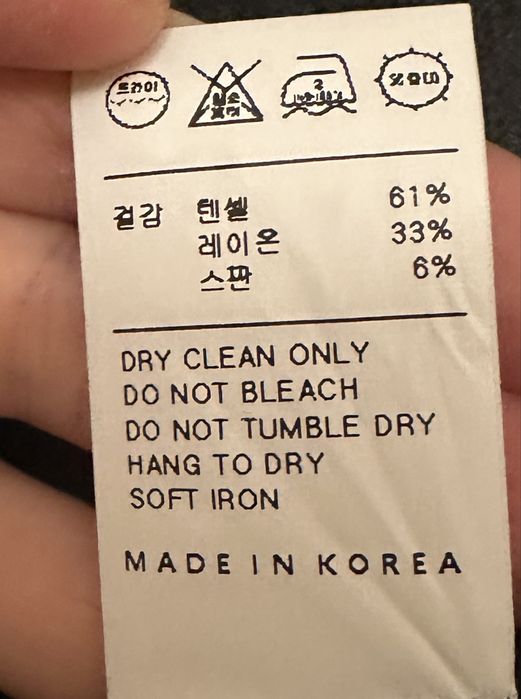 드라이
겉감 텐셀 61%
레이온 33%
스판 6%
DRY CLEAN ONLY
DO NOT BLEACH
DO NOT TUMBLE DRY
HANG TO DRY
SOFT IRON
MADE IN KOREA